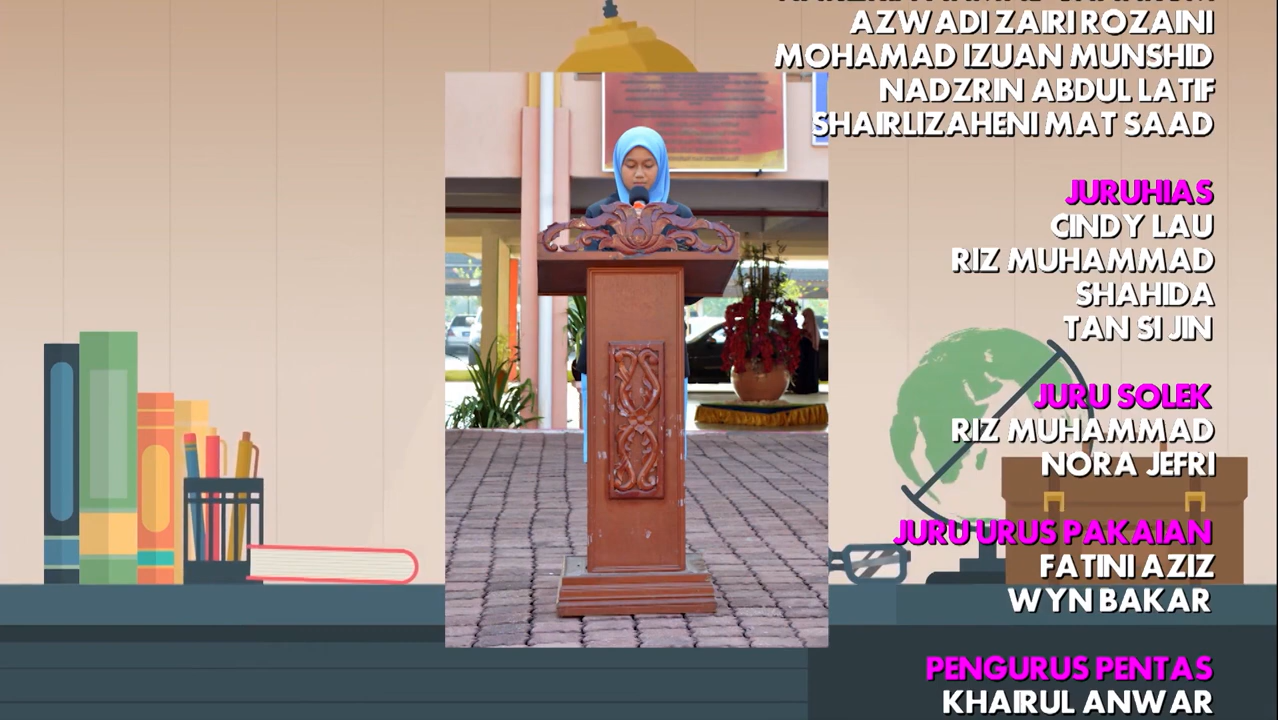 AZWADI ZAIRI ROZAINI
MOHAMAD IZUAN MUNSHID
NADZRIN ABDUL LATIF
SHAIRLIZAHENI MAT SAAD
JURUHIAS
CINDY LAU
RIZ MUHAMMAD
SHAHIDA
TAN SI JIN
JURU SOLEK
RIZ MUHAMMAD
NORA JEFRI
JURU URUS PAKAIAN
FATINI AZIZ
WYN BAKAR
PENGURUS PENTAS
KHAIRUL ANWAR